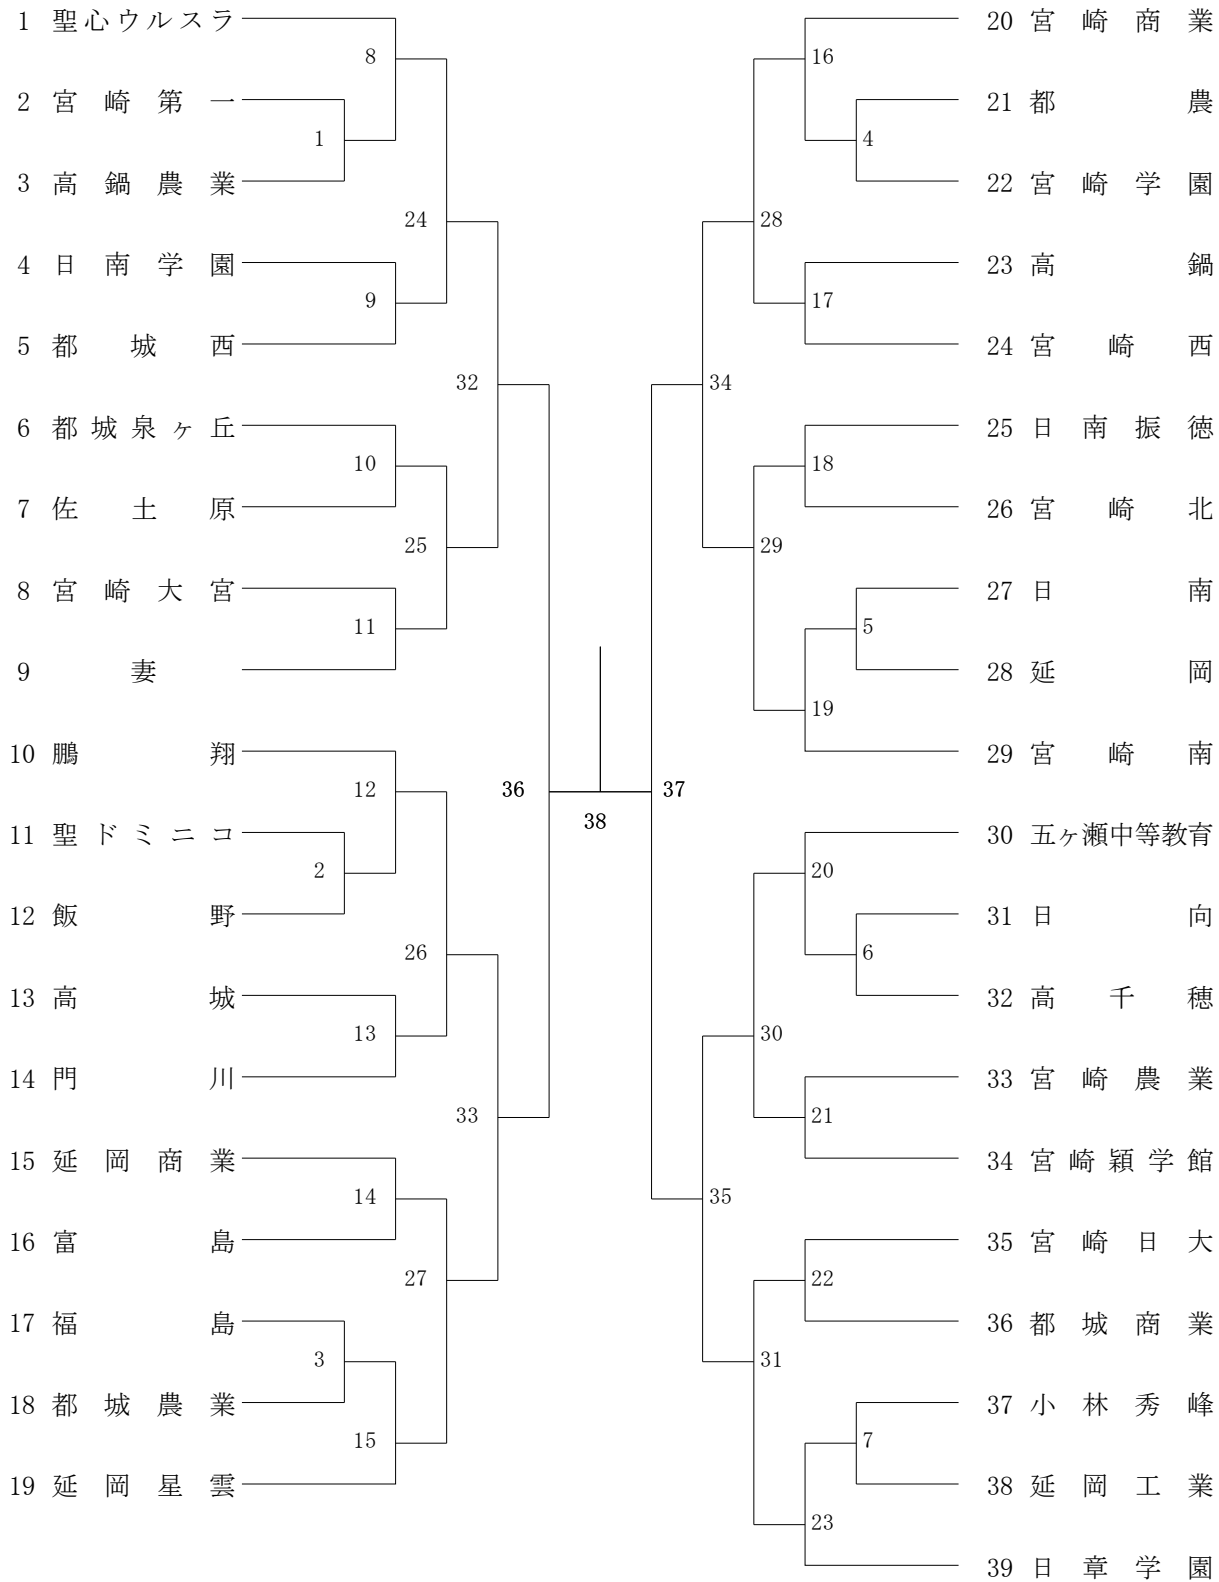 1 聖心ウルスラ
2 宮崎第一
3 高鍋農業
4 日南学園
5 都城西
6 都城泉ヶ丘
7 佐土原
8 宮崎大宮
9 妻
10 鵬翔
11 聖ドミニコ
12 飯野
13 高城
14 門川
15 延岡商業
16 富島
17 福島
18 都城農業
19 延岡星雲
8
1
24
9
32
10
25
11
12
36
2
26
13
33
14
27
3
15
38
16
4
28
17
34
18
29
5
19
37
20
6
30
21
35
22
31
7
23
20 宮崎商業
21 都農
22 宮崎学園
23 高鍋
24 宮崎西
25 日南振徳
26 宮崎北
27 日南
28 延岡
29 宮崎南
30 五ヶ瀬中等教育
31 日向
32 高千穂
33 宮崎農業
34 宮崎穎学館
35 宮崎日大
36 都城商業
37 小林秀峰
38 延岡工業
39 日章学園